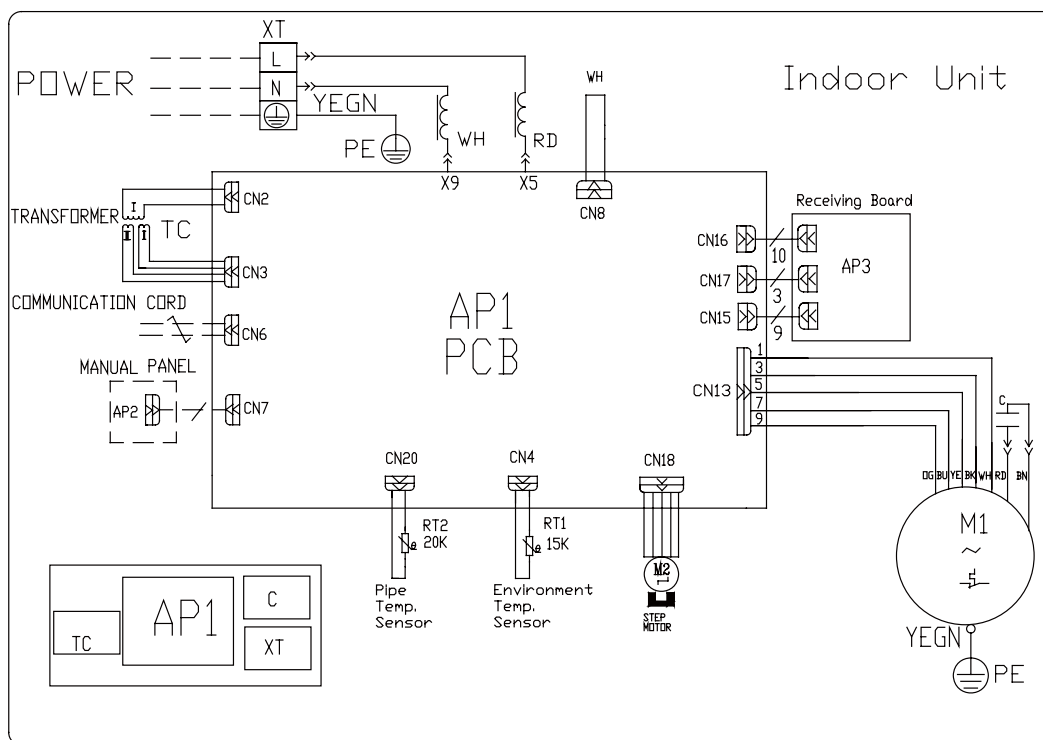 XT
L
N
POWER
YEGN
PE
WH
RD
WH
Indoor Unit
X9
X5
CN8
CN2
TRANSFORMER
I
II
I
TC
CN3
COMMUNICATION CORD
CN6
MANUAL PANEL
AP2
CN7
AP1
PCB
Receiving Board
CN16
10
AP3
CN17
3
CN15
9
CN13
1
3
5
7
9
C
OG BU YE BK WH RD BN
M1
~
YEGN
PE
CN20
CN4
CN18
RT2
20K
RT1
15K
Pipe
Temp.
Sensor
Environment
Temp.
Sensor
M2
STEP
MOTOR
TC
AP1
C
XT